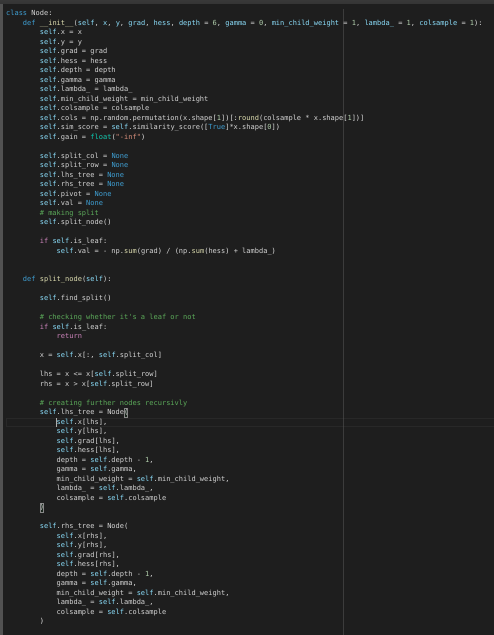 class Node:
    def __init__(self, x, y, grad, hess, depth = 6, gamma = 0, min_child_weight = 1, lambda_ = 1, colsample = 1):
        self.x = x
        self.y = y
        self.grad = grad
        self.hess = hess
        self.depth = depth
        self.gamma = gamma
        self.lambda_ = lambda_
        self.min_child_weight = min_child_weight
        self.colsample = colsample
        self.cols = np.random.permutation(x.shape[1])[:round(colsample * x.shape[1])]
        self.sim_score = self.similarity_score([True]*x.shape[0])
        self.gain = float("-inf")

        self.split_col = None
        self.split_row = None
        self.lhs_tree = None
        self.rhs_tree = None
        self.pivot = None
        self.val = None
        # making split
        self.split_node()

        if self.is_leaf:
            self.val = - np.sum(grad) / (np.sum(hess) + lambda_)


    def split_node(self):

        self.find_split()

        # checking whether it's a leaf or not
        if self.is_leaf:
            return

        x = self.x[:, self.split_col]

        lhs = x <= x[self.split_row]
        rhs = x > x[self.split_row]

        # creating further nodes recursivly
        self.lhs_tree = Node(
            self.x[lhs],
            self.y[lhs],
            self.grad[lhs],
            self.hess[lhs],
            depth = self.depth - 1,
            gamma = self.gamma,
            min_child_weight = self.min_child_weight,
            lambda_ = self.lambda_,
            colsample = self.colsample
        )

        self.rhs_tree = Node(
            self.x[rhs],
            self.y[rhs],
            self.grad[rhs],
            self.hess[rhs],
            depth = self.depth - 1,
            gamma = self.gamma,
            min_child_weight = self.min_child_weight,
            lambda_ = self.lambda_,
            colsample = self.colsample
        )